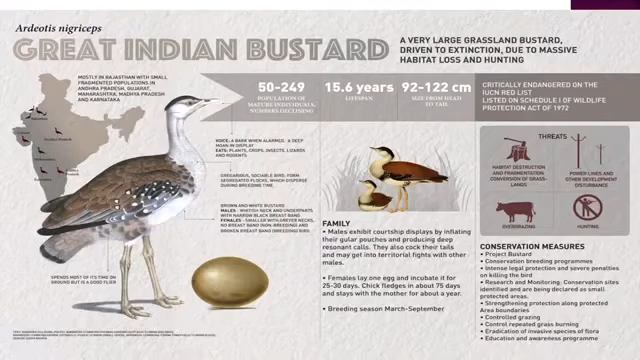 Ardeotis nigriceps
GREAT INDIAN BUSTARD
A VERY LARGE GRASSLAND BUSTARD,
DRIVEN TO EXTINCTION, DUE TO MASSIVE
HABITAT LOSS AND HUNTING
MOSTLY IN RAJASTHAN WITH SMALL
FRAGMENTED POPULATIONS IN
ANDHRA PRADESH, GUJARAT,
MAHARASHTRA, MADHYA PRADESH
AND KARNATAKA
50-249
POPULATION OF
MATURE INDIVIDUALS,
NUMBERS DECLINING
15.6 years
LIFESPAN
92-122 cm
SIZE FROM HEAD
TO TAIL
CRITICALLY ENDANGERED ON THE
IUCN RED LIST
LISTED ON SCHEDULE I OF WILDLIFE
PROTECTION ACT OF 1972
VOICE: A BARK WHEN ALARMED. A DEEP
MOAN IN DISPLAY
EATS: PLANTS, CROPS, INSECTS, LIZARDS
AND RODENTS
GREGARIOUS, SOCIABLE BIRD, FORM
SEGREGATED FLOCKS, WHICH DISPERSE
DURING BREEDING TIME.
BROWN AND WHITE BUSTARD
MALES - WHITISH NECK AND UNDERPARTS
WITH NARROW BLACK BREAST BAND
FEMALES - SMALLER WITH GREYER NECKS,
NO BREAST BAND (NON-BREEDING) AND
BROKEN BREAST BAND (BREEDING) BIRD
SPENDS MOST OF ITS TIME ON
GROUND BUT IS A GOOD FLIER
FAMILY
• Males exhibit courtship displays by inflating
their gular pouches and producing deep
resonant calls. They also cock their tails and
may get into territorial fights with other
males.
• Females lay one egg and incubate it for
25-30 days. Chick fledges in about 75 days
and stays with the mother for about a year.
• Breeding season March-September
THREATS
HABITAT DESTRUCTION
AND FRAGMENTATION
CONVERSION OF GRASS-
LANDS
POWER LINES AND
OTHER DEVELOPMENT
DISTURBANCE
OVERGRAZING
HUNTING
CONSERVATION MEASURES
• Project Bustard
• Conservation breeding programmes
• Intense legal protection and severe penalties
on killing the bird
• Research and Monitoring; Conservation sites
identified and are being declared as small
protected areas.
• Strengthening protection along protected
Area boundaries
• Controlled grazing
• Control repeated grass burning
• Eradication of invasive species of flora
• Education and awareness programme